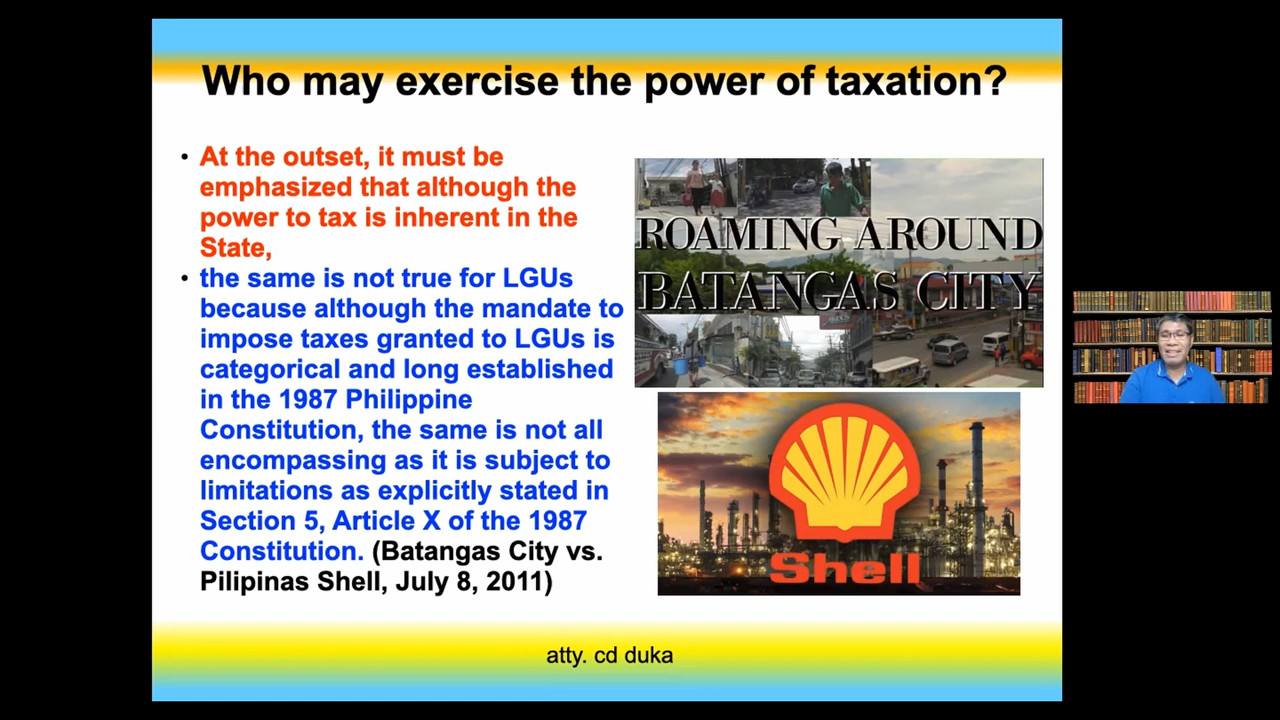 Who may exercise the power of taxation?
• At the outset, it must be
emphasized that although the
power to tax is inherent in the
State,
• the same is not true for LGUs
because although the mandate to
impose taxes granted to LGUs is
categorical and long established
in the 1987 Philippine
Constitution, the same is not all
encompassing as it is subject to
limitations as explicitly stated in
Section 5, Article X of the 1987
Constitution. (Batangas City vs.
Pilipinas Shell, July 8, 2011)
ROAMING AROUND
BATANGAS CITY
Shell
atty. cd duka